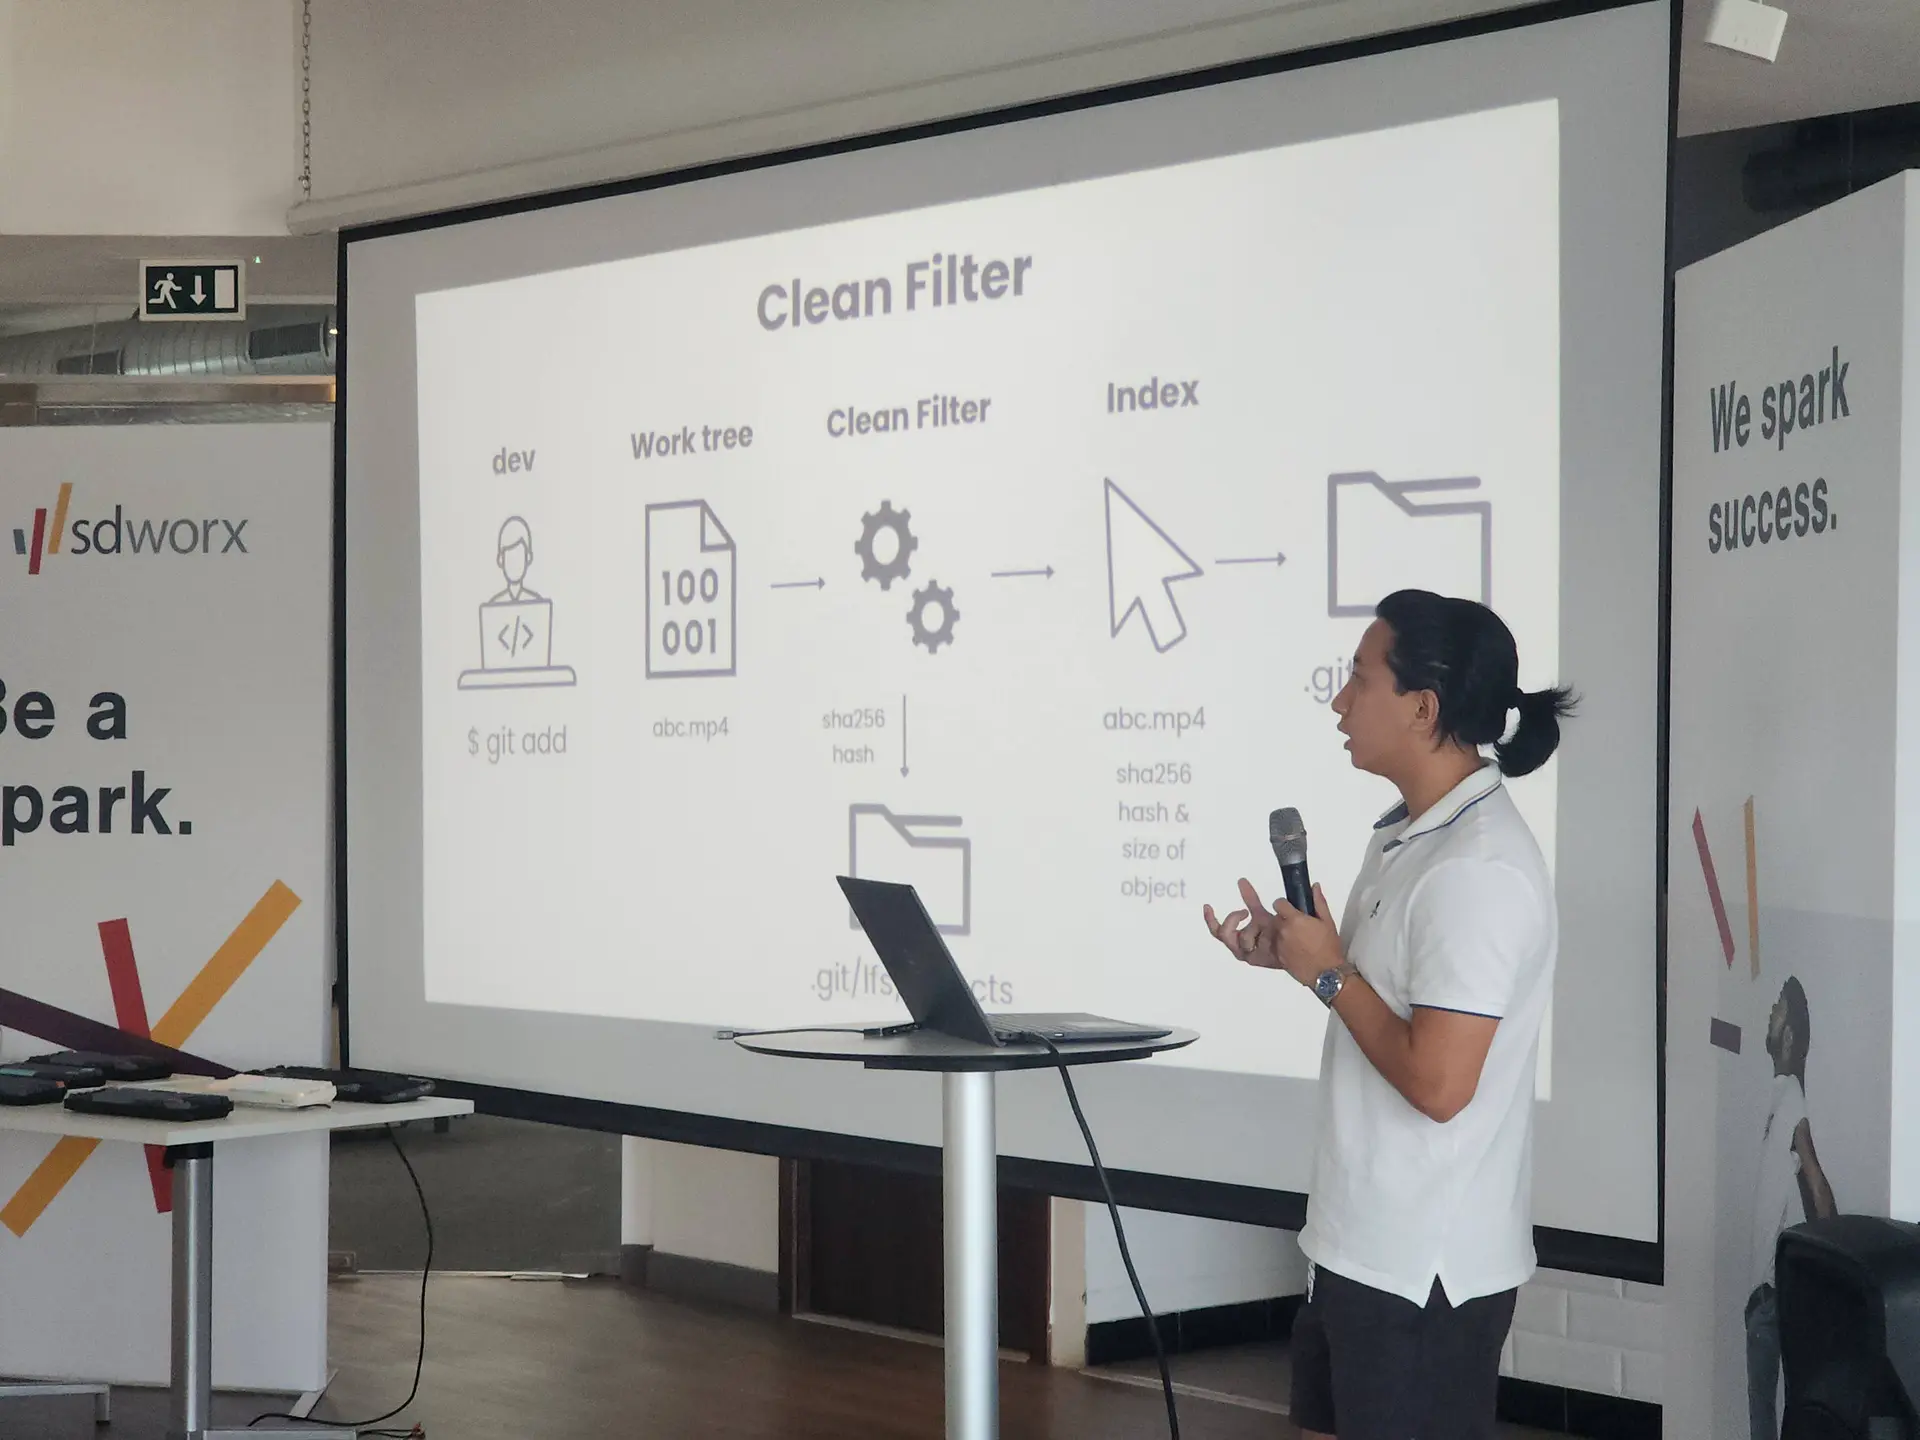 Clean Filter
dev
Work tree
Clean Filter
Index
</>
100
001
$ git add
abc.mp4
sha256
hash
abc.mp4
sha256
hash &
size of
object
sdworx
Be a
park.
We spark
success.